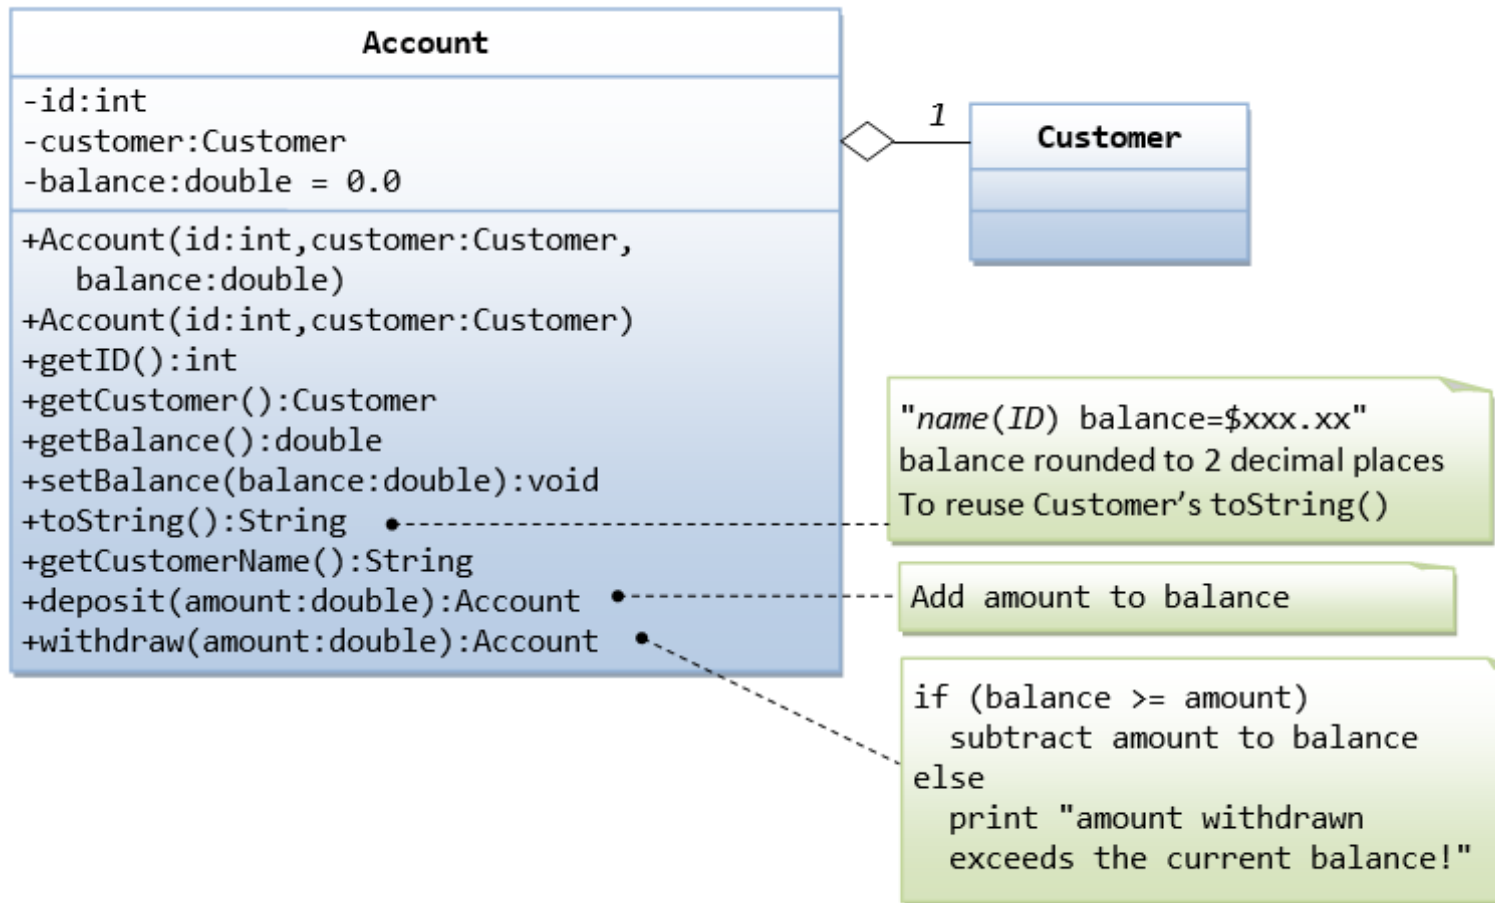 Account
-id:int
-customer:Customer
-balance:double = 0.0
+Account(id:int,customer:Customer,
balance:double)
+Account(id:int,customer:Customer)
+getID():int
+getCustomer():Customer
+getBalance():double
+setBalance(balance:double):void
+toString():String
+getCustomerName():String
+deposit(amount:double):Account
+withdraw(amount:double):Account
1
Customer
"name(ID) balance=$xxx.xx"
balance rounded to 2 decimal places
To reuse Customer’s toString()
Add amount to balance
if (balance >= amount)
subtract amount to balance
else
print "amount withdrawn
exceeds the current balance!"